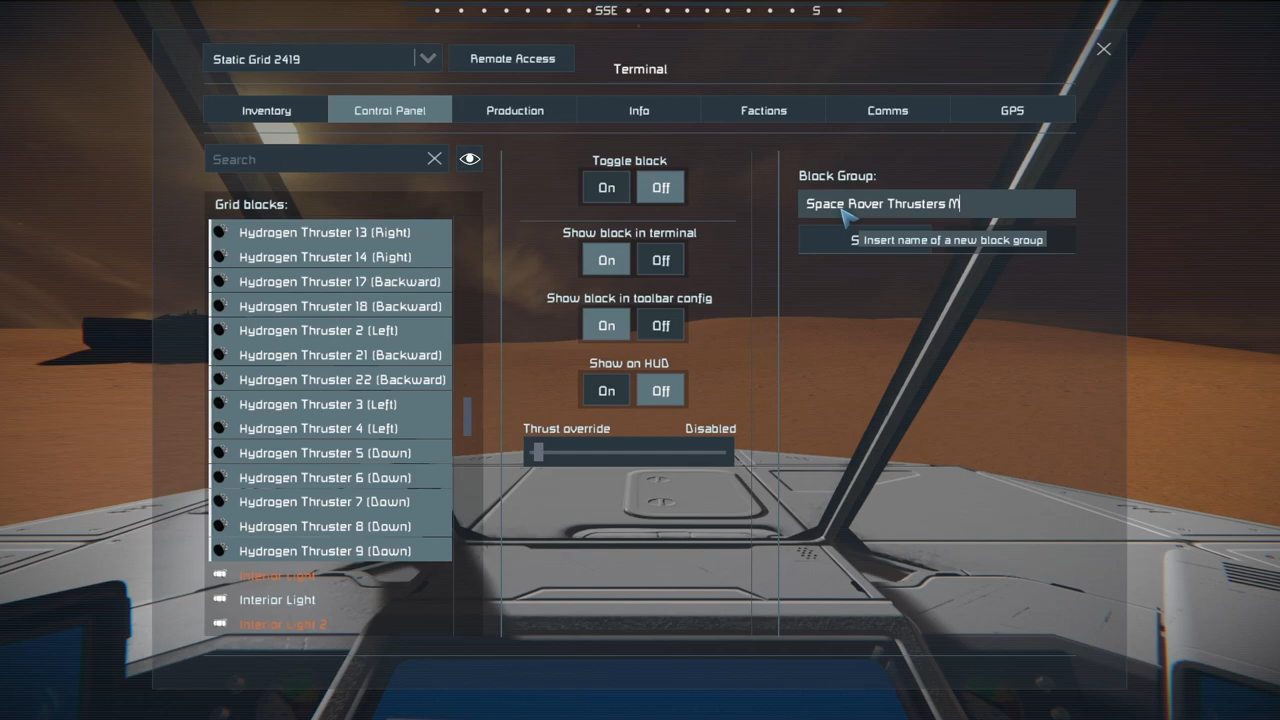 SSE
S
Static Grid 2419
Remote Access
Terminal
Inventory
Control Panel
Production
Info
Factions
Comms
GPS
Search
Grid blocks:
Hydrogen Thruster 13 (Right)
Hydrogen Thruster 14 (Right)
Hydrogen Thruster 17 (Backward)
Hydrogen Thruster 18 (Backward)
Hydrogen Thruster 2 (Left)
Hydrogen Thruster 21 (Backward)
Hydrogen Thruster 22 (Backward)
Hydrogen Thruster 3 (Left)
Hydrogen Thruster 4 (Left)
Hydrogen Thruster 5 (Down)
Hydrogen Thruster 6 (Down)
Hydrogen Thruster 7 (Down)
Hydrogen Thruster 8 (Down)
Hydrogen Thruster 9 (Down)
Interior Light
Interior Light
Interior Light 2
Toggle block
On Off
Show block in terminal
On Off
Show block in toolbar config
On Off
Show on HUD
On Off
Thrust override Disabled
Block Group:
Space Rover Thrusters M
S
Insert name of a new block group